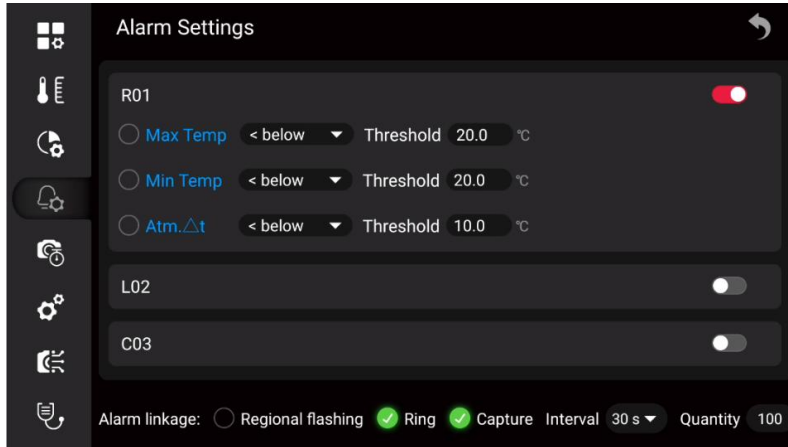 Alarm Settings
R01
Max Temp < below Threshold 20.0 ℃
Min Temp < below Threshold 20.0 ℃
Atm.△t < below Threshold 10.0 ℃
L02
C03
Alarm linkage: Regional flashing Ring Capture Interval 30 s Quantity 100